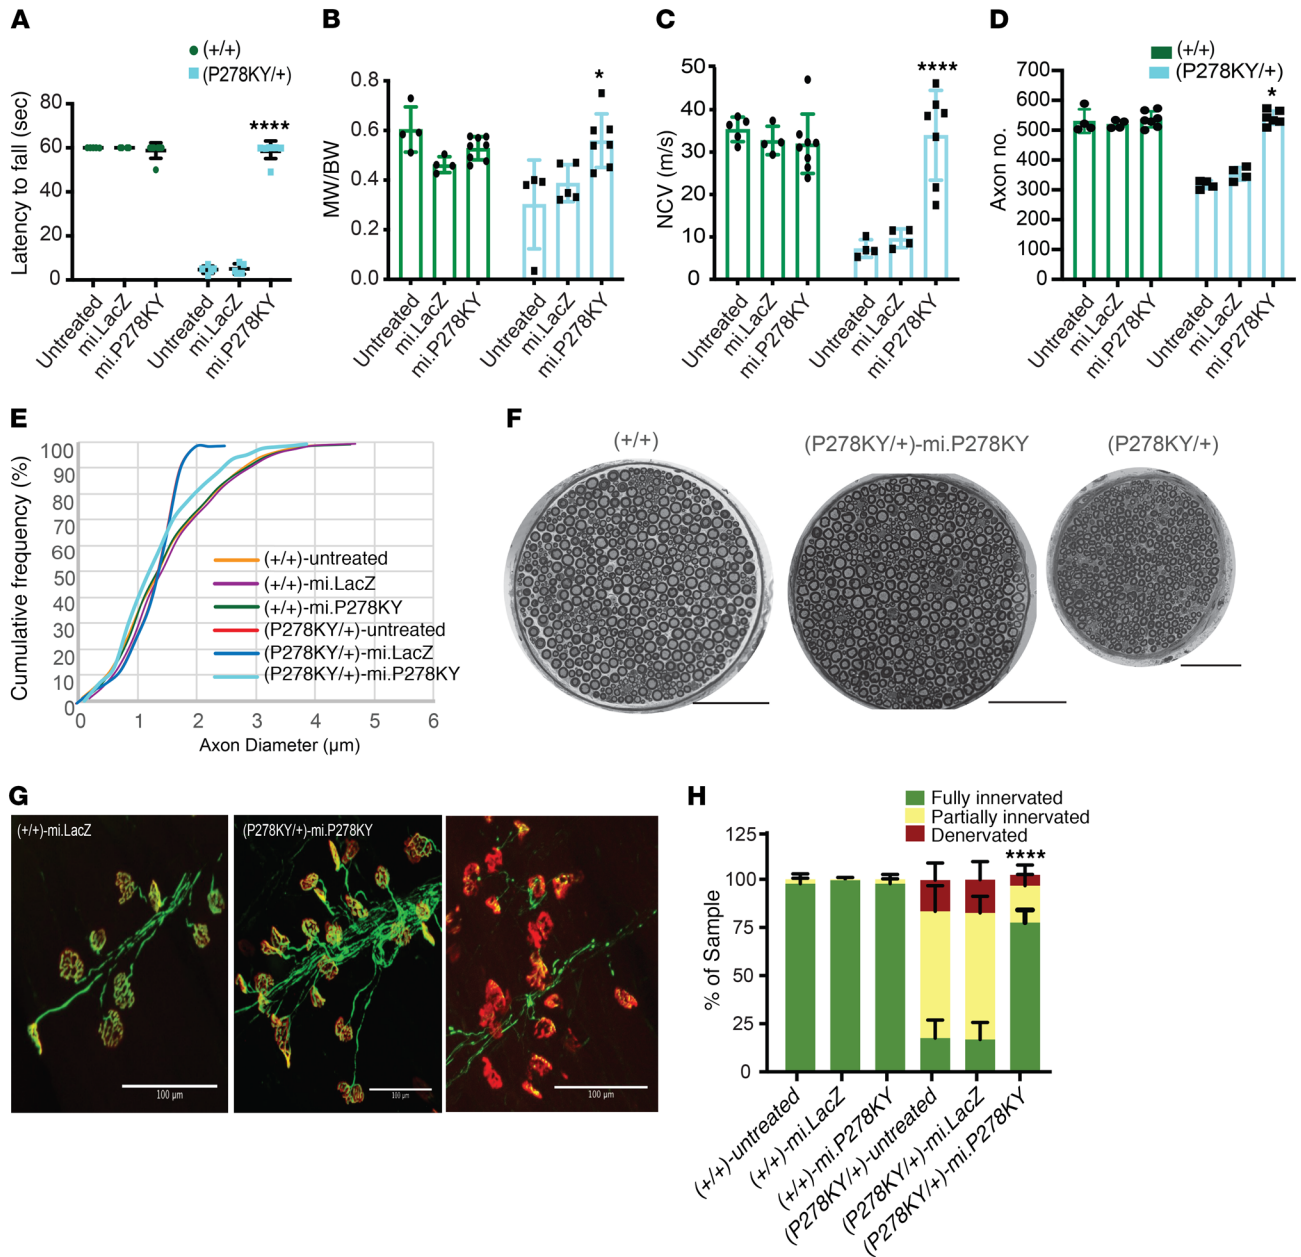 A
(+/+)
(P278KY/+)
Latency to fall (sec)
80
60
40
20
0
****
Untreated
mi.LacZ
mi.P278KY
Untreated
mi.LacZ
mi.P278KY
B
MW/BW
0.8
0.6
0.4
0.2
0.0
*
Untreated
mi.LacZ
mi.P278KY
Untreated
mi.LacZ
mi.P278KY
C
NCV (m/s)
50
40
30
20
10
0
****
Untreated
mi.LacZ
mi.P278KY
Untreated
mi.LacZ
mi.P278KY
D
(+/+)
(P278KY/+)
Axon no.
700
600
500
400
300
200
100
0
*
Untreated
mi.LacZ
mi.P278KY
Untreated
mi.LacZ
mi.P278KY
E
Cumulative frequency (%)
100
90
80
70
60
50
40
30
20
10
0
(+/+)-untreated
(+/+)-mi.LacZ
(+/+)-mi.P278KY
(P278KY/+)-untreated
(P278KY/+)-mi.LacZ
(P278KY/+)-mi.P278KY
0 1 2 3 4 5 6
Axon Diameter (µm)
F
(+/+)
(P278KY/+)-mi.P278KY
(P278KY/+)
G
(+/+)-mi.LacZ
(P278KY/+)-mi.P278KY
100 µm
100 µm
100 µm
H
Fully innervated
Partially innervated
Denervated
% of Sample
125
100
75
50
25
0
****
(+/+)-untreated
(+/+)-mi.LacZ
(+/+)-mi.P278KY
(P278KY/+)-untreated
(P278KY/+)-mi.LacZ
(P278KY/+)-mi.P278KY